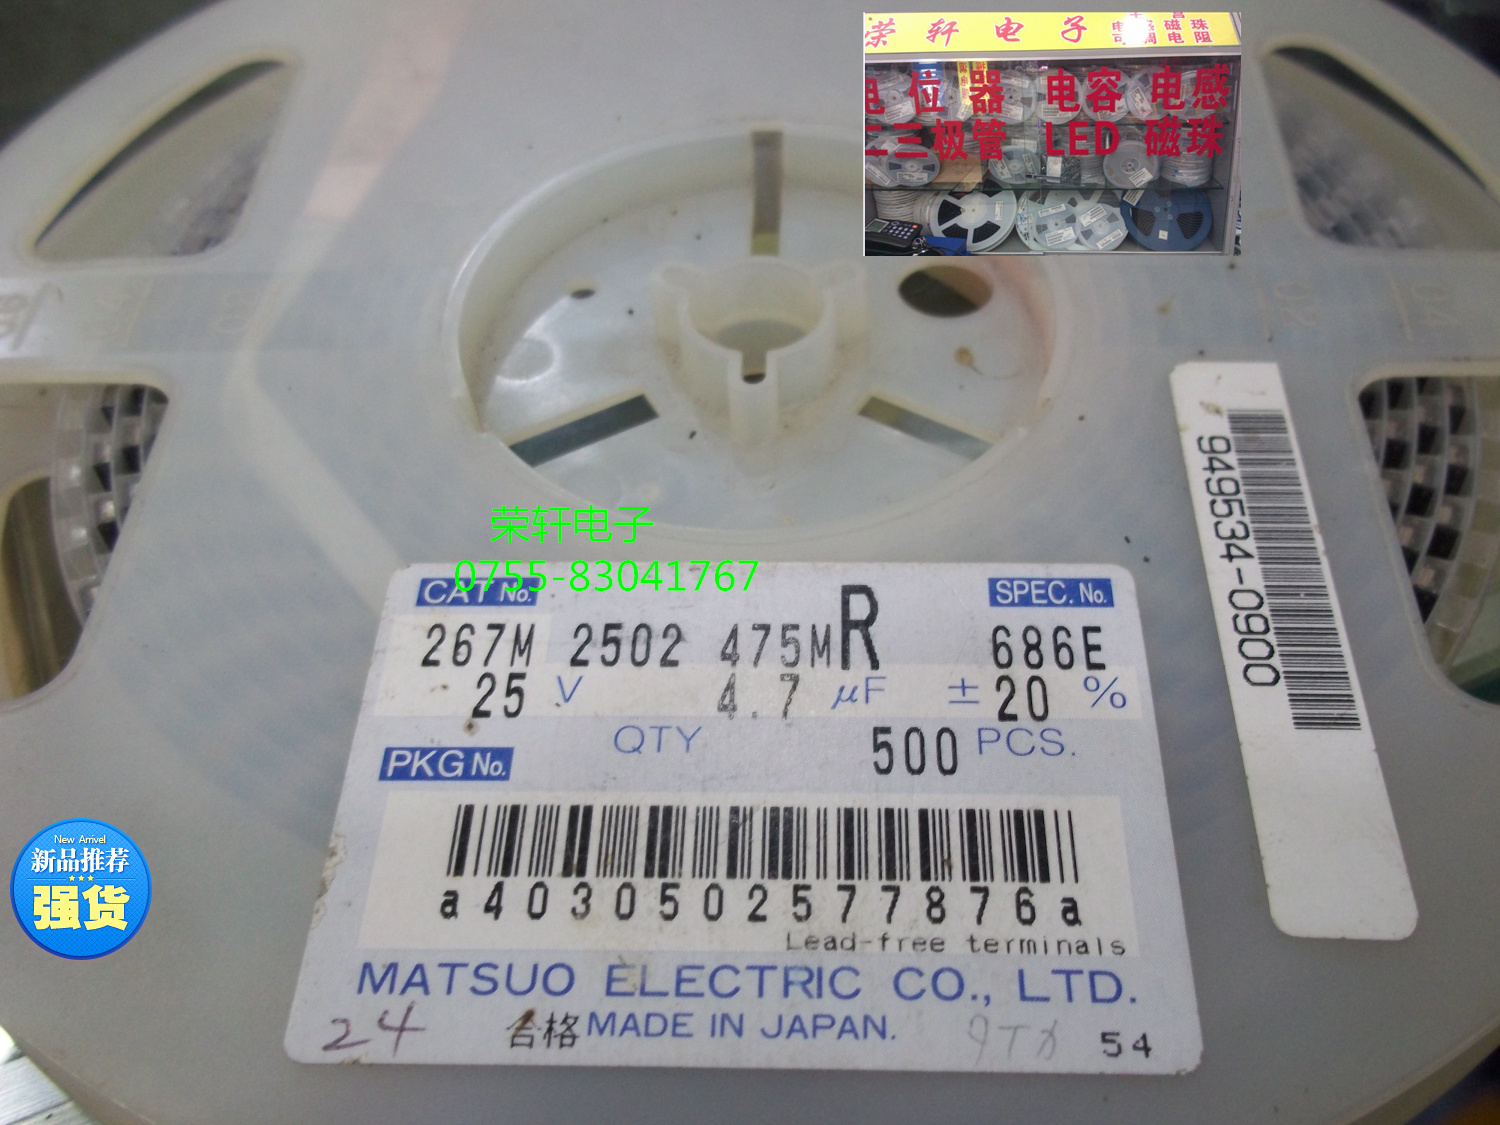 荣轩电子
电位器 电容 电感
二三极管 LED 磁珠
荣轩电子
0755-83041767
CAT No.
SPEC. No.
267M 2502 475MR 686E
25 V 4.7 µF ± 20 %
QTY 500 PCS.
PKG No.
a4030502577876a
Lead-free terminals
MATSUO ELECTRIC CO., LTD.
24 合格 MADE IN JAPAN. 54
949534-0900
New Arrivel
新品推荐
强货